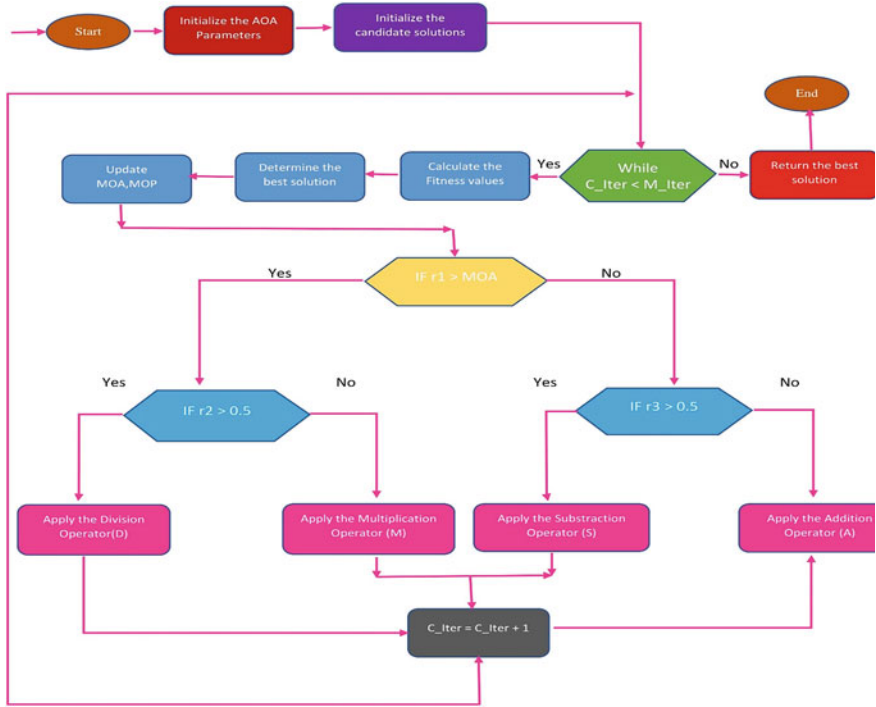 Start
Initialize the AOA
Parameters
Initialize the
candidate solutions
End
Update
MOA,MOP
Determine the
best solution
Calculate the
Fitness values
Yes
While
C_Iter < M_Iter
No
Return the best
solution
Yes
IF r1 > MOA
No
Yes
IF r2 > 0.5
No
Yes
IF r3 > 0.5
No
Apply the Division
Operator(D)
Apply the Multiplication
Operator (M)
Apply the Substraction
Operator (S)
Apply the Addition
Operator (A)
C_Iter = C_Iter + 1